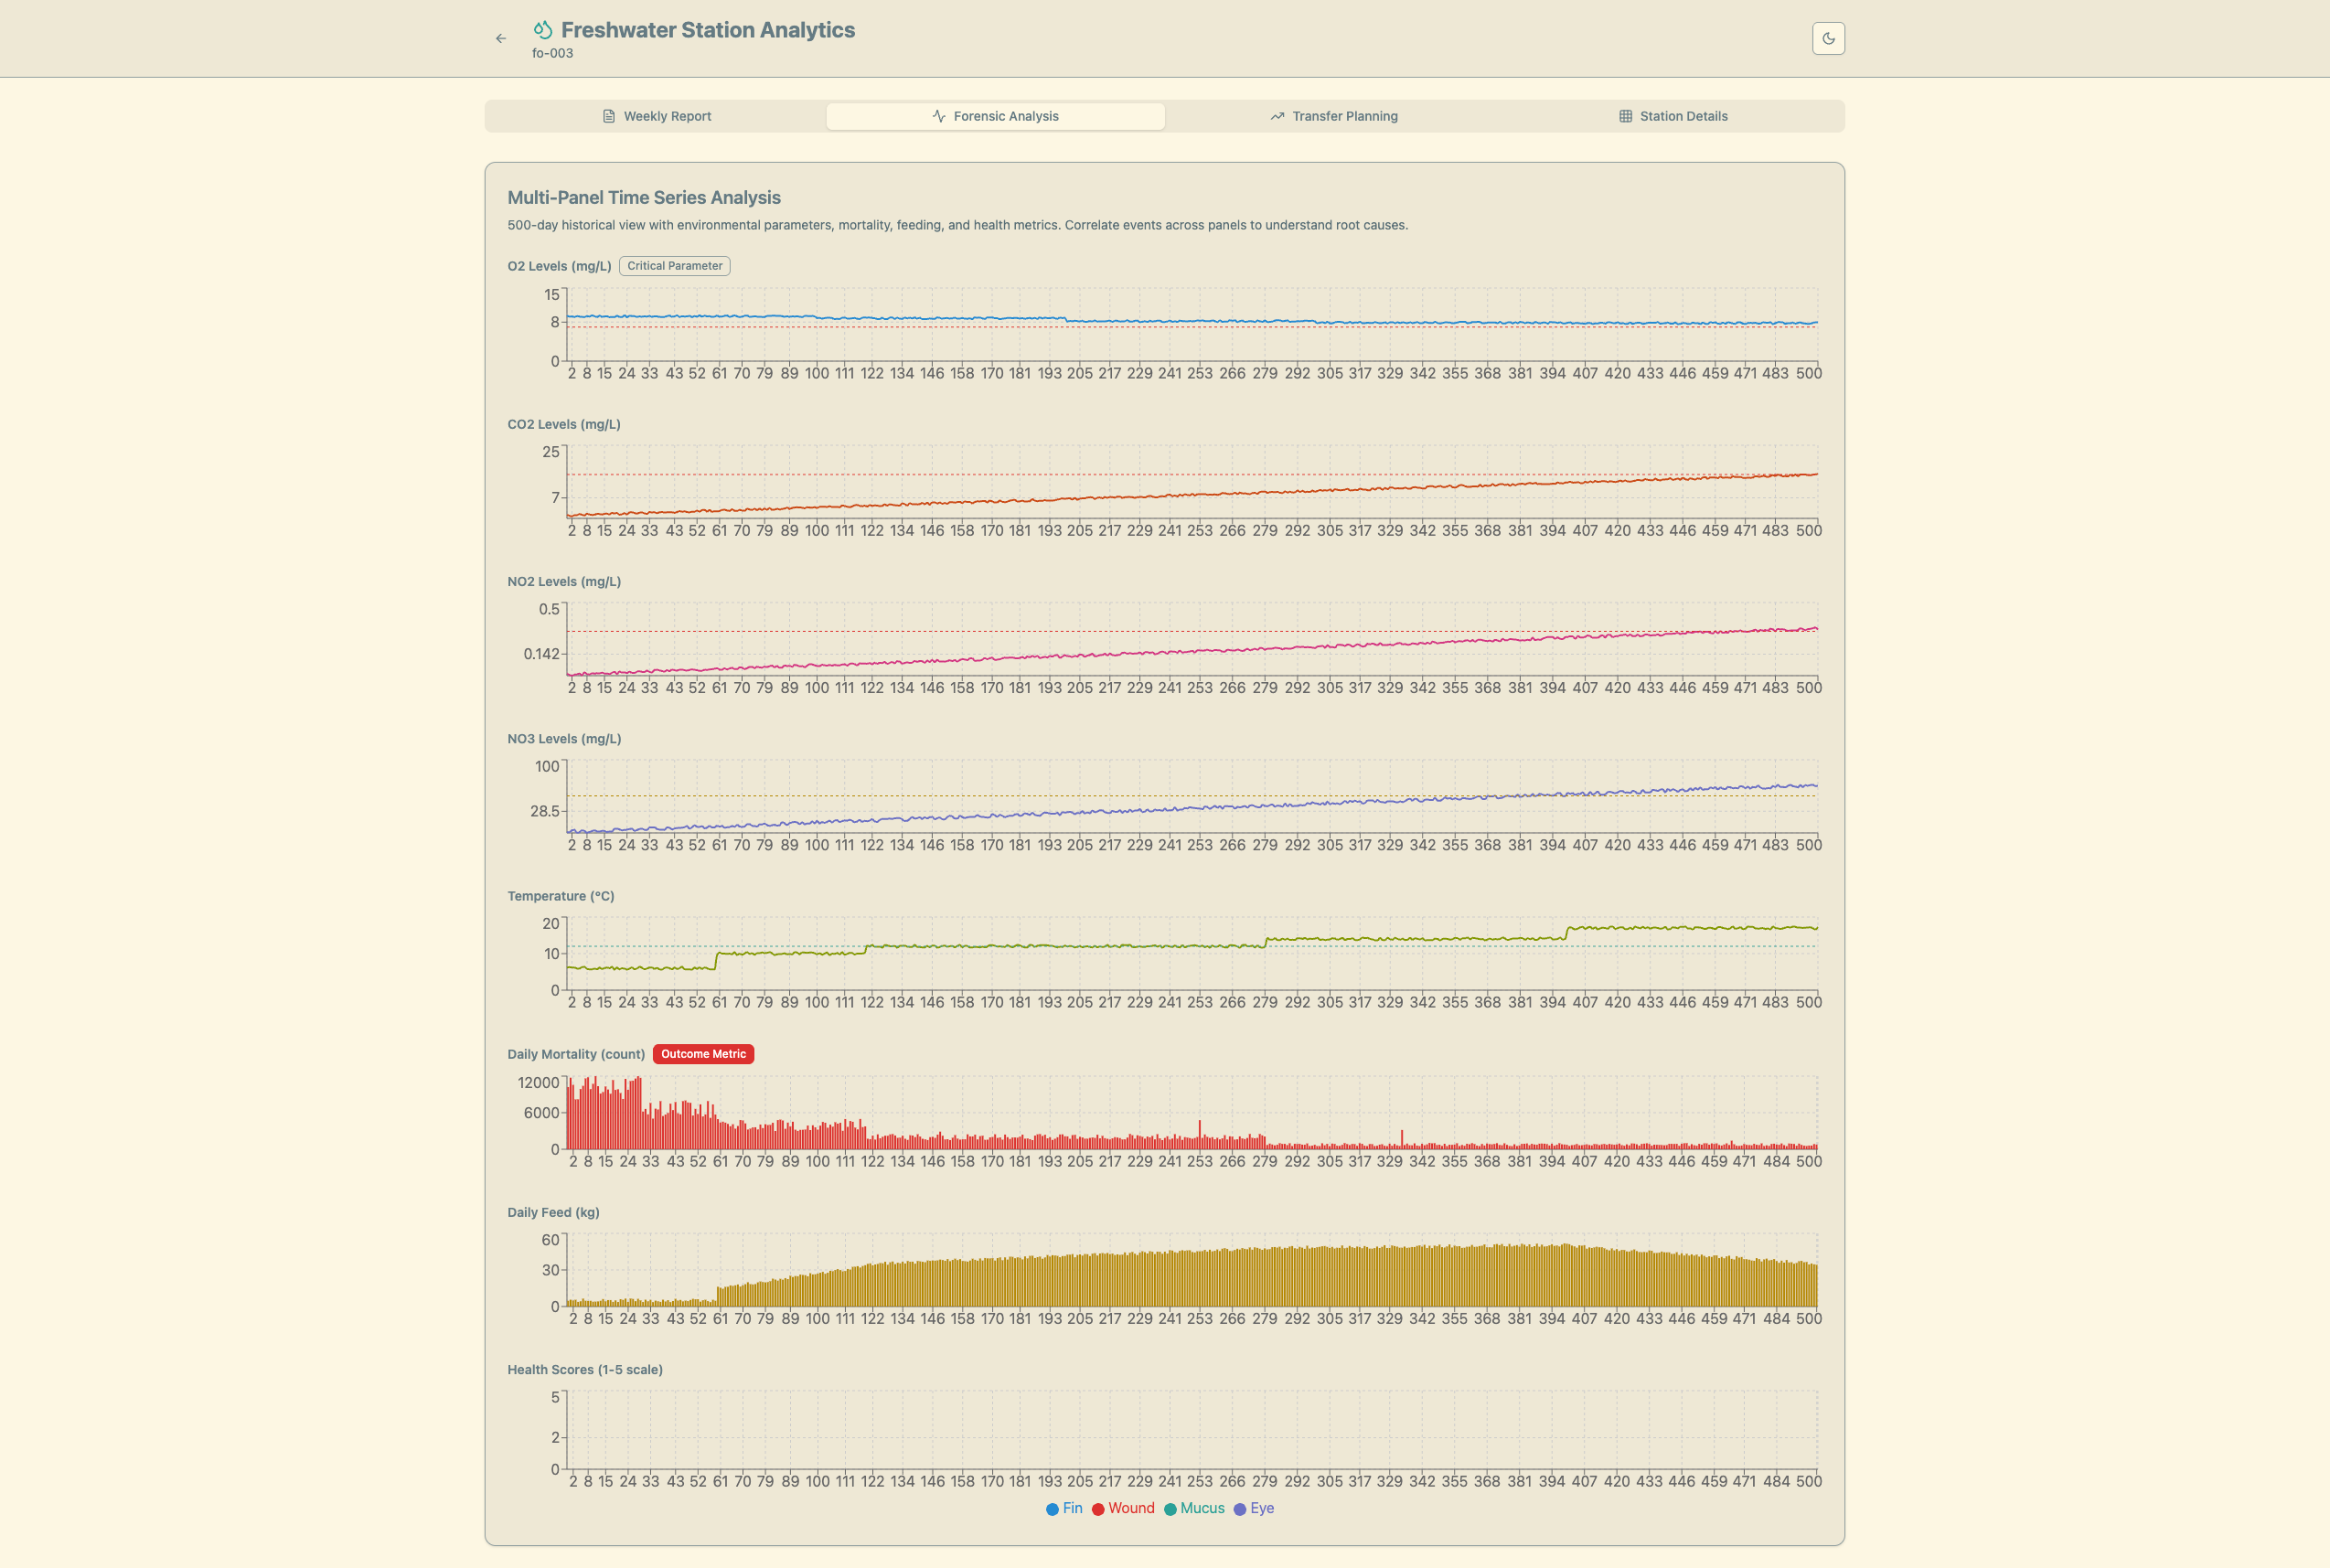 Freshwater Station Analytics
fo-003
Weekly Report
Forensic Analysis
Transfer Planning
Station Details
Multi-Panel Time Series Analysis
500-day historical view with environmental parameters, mortality, feeding, and health metrics. Correlate events across panels to understand root causes.
O2 Levels (mg/L) Critical Parameter
15
8
0
2 8 15 24 33 43 52 61 70 79 89 100 111 122 134 146 158 170 181 193 205 217 229 241 253 266 279 292 305 317 329 342 355 368 381 394 407 420 433 446 459 471 483 500
CO2 Levels (mg/L)
25
7
2 8 15 24 33 43 52 61 70 79 89 100 111 122 134 146 158 170 181 193 205 217 229 241 253 266 279 292 305 317 329 342 355 368 381 394 407 420 433 446 459 471 483 500
NO2 Levels (mg/L)
0.5
0.142
2 8 15 24 33 43 52 61 70 79 89 100 111 122 134 146 158 170 181 193 205 217 229 241 253 266 279 292 305 317 329 342 355 368 381 394 407 420 433 446 459 471 483 500
NO3 Levels (mg/L)
100
28.5
2 8 15 24 33 43 52 61 70 79 89 100 111 122 134 146 158 170 181 193 205 217 229 241 253 266 279 292 305 317 329 342 355 368 381 394 407 420 433 446 459 471 483 500
Temperature (°C)
20
10
0
2 8 15 24 33 43 52 61 70 79 89 100 111 122 134 146 158 170 181 193 205 217 229 241 253 266 279 292 305 317 329 342 355 368 381 394 407 420 433 446 459 471 483 500
Daily Mortality (count) Outcome Metric
12000
6000
0
2 8 15 24 33 43 52 61 70 79 89 100 111 122 134 146 158 170 181 193 205 217 229 241 253 266 279 292 305 317 329 342 355 368 381 394 407 420 433 446 459 471 484 500
Daily Feed (kg)
60
30
0
2 8 15 24 33 43 52 61 70 79 89 100 111 122 134 146 158 170 181 193 205 217 229 241 253 266 279 292 305 317 329 342 355 368 381 394 407 420 433 446 459 471 484 500
Health Scores (1-5 scale)
5
2
0
2 8 15 24 33 43 52 61 70 79 89 100 111 122 134 146 158 170 181 193 205 217 229 241 253 266 279 292 305 317 329 342 355 368 381 394 407 420 433 446 459 471 484 500
Fin Wound Mucus Eye